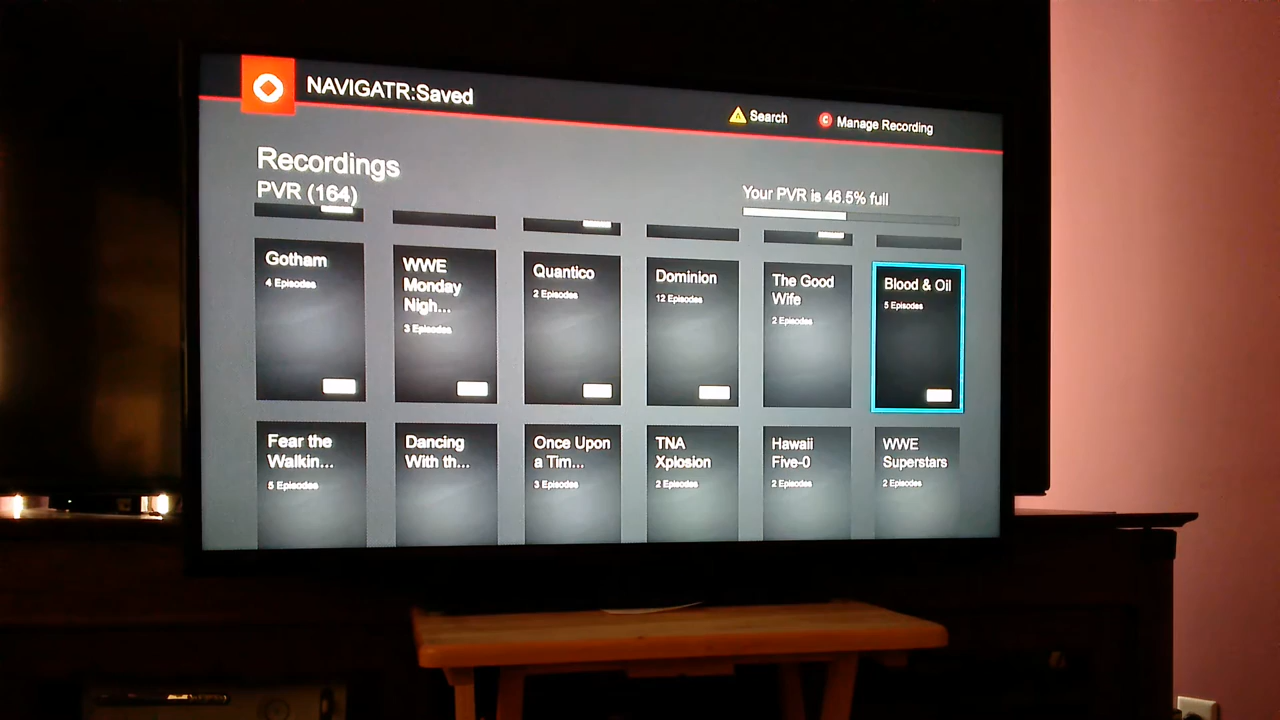 NAVIGATR:Saved
A Search
C Manage Recording
Recordings
PVR (164)
Your PVR is 46.5% full
Gotham
4 Episodes
WWE
Monday
Nigh...
3 Episodes
Quantico
2 Episodes
Dominion
12 Episodes
The Good
Wife
2 Episodes
Blood & Oil
5 Episodes
Fear the
Walkin...
5 Episodes
Dancing
With th...
Once Upon
a Tim...
3 Episodes
TNA
Xplosion
2 Episodes
Hawaii
Five-0
2 Episodes
WWE
Superstars
2 Episodes